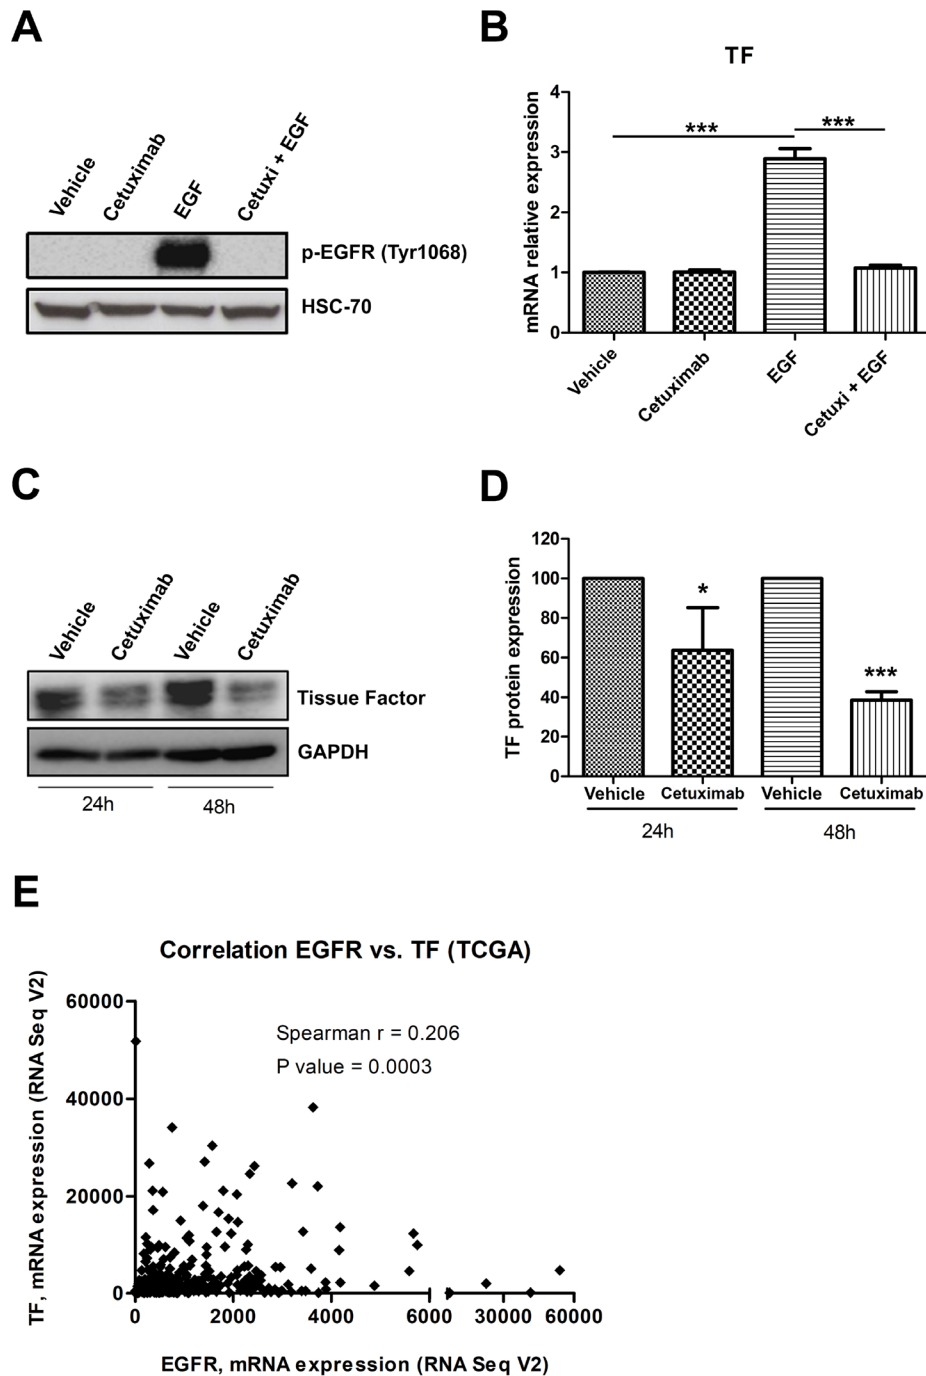 A
Vehicle
Cetuximab
EGF
Cetuxi + EGF
p-EGFR (Tyr1068)
HSC-70
B
TF
mRNA relative expression
4
3
2
1
0
***
***
Vehicle
Cetuximab
EGF
Cetuxi + EGF
C
Vehicle
Cetuximab
Vehicle
Cetuximab
Tissue Factor
GAPDH
24h
48h
D
TF protein expression
120
100
80
60
40
20
0
*
***
Vehicle
Cetuximab
Vehicle
Cetuximab
24h
48h
E
Correlation EGFR vs. TF (TCGA)
TF, mRNA expression (RNA Seq V2)
60000
40000
20000
0
Spearman r = 0.206
P value = 0.0003
0 2000 4000 6000 30000 60000
EGFR, mRNA expression (RNA Seq V2)